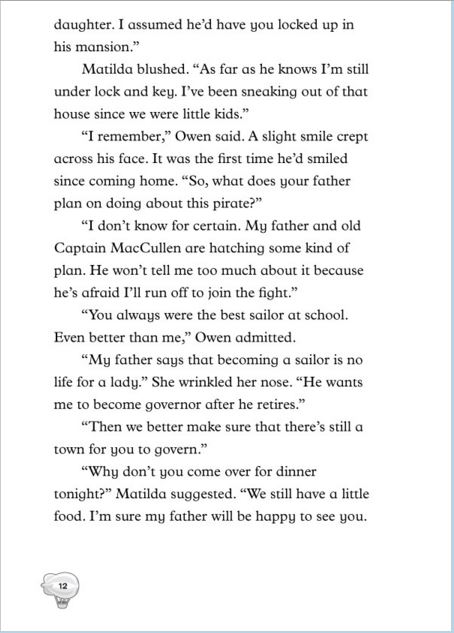 daughter. I assumed he’d have you locked up in
his mansion.”
Matilda blushed. “As far as he knows I’m still
under lock and key. I’ve been sneaking out of that
house since we were little kids.”
“I remember,” Owen said. A slight smile crept
across his face. It was the first time he’d smiled
since coming home. “So, what does your father
plan on doing about this pirate?”
“I don’t know for certain. My father and old
Captain MacCullen are hatching some kind of
plan. He won’t tell me too much about it because
he’s afraid I’ll run off to join the fight.”
“You always were the best sailor at school.
Even better than me,” Owen admitted.
“My father says that becoming a sailor is no
life for a lady.” She wrinkled her nose. “He wants
me to become governor after he retires.”
“Then we better make sure that there’s still a
town for you to govern.”
“Why don’t you come over for dinner
tonight?” Matilda suggested. “We still have a little
food. I’m sure my father will be happy to see you.
12